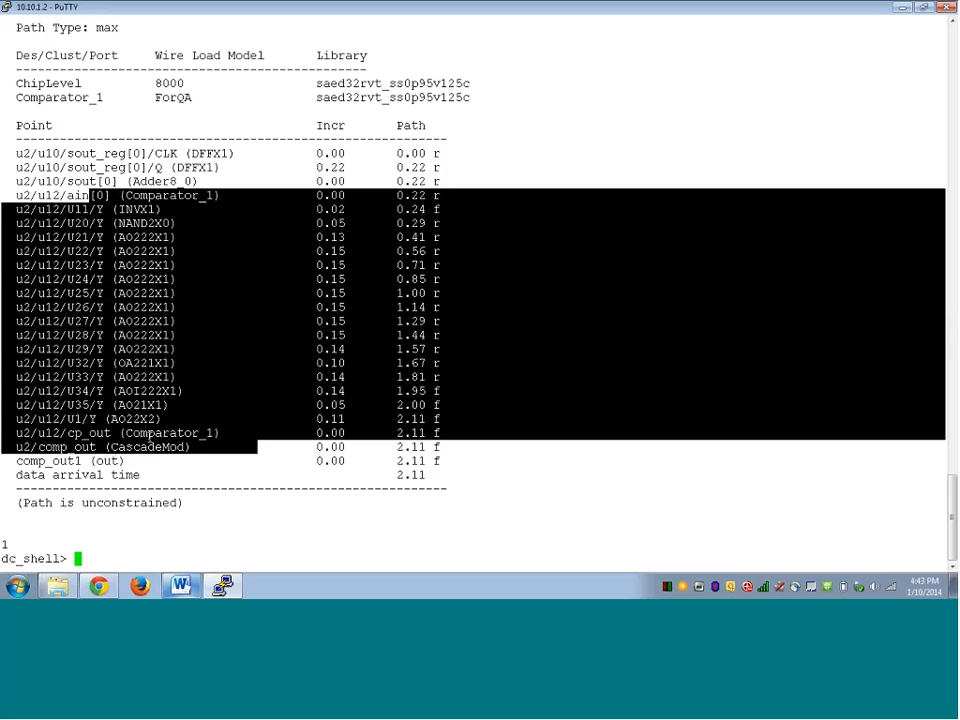 10.10.1.2 - PuTTY
Path Type: max
Des/Clust/Port Wire Load Model Library
------------------------------------------------
ChipLevel 8000 saed32rvt_ss0p95v125c
Comparator_1 ForQA saed32rvt_ss0p95v125c
Point Incr Path
-----------------------------------------------------------
u2/u10/sout_reg[0]/CLK (DFFX1) 0.00 0.00 r
u2/u10/sout_reg[0]/Q (DFFX1) 0.22 0.22 r
u2/u10/sout[0] (Adder8_0) 0.00 0.22 r
u2/u12/ain[0] (Comparator_1) 0.00 0.22 r
u2/u12/U11/Y (INVX1) 0.02 0.24 f
u2/u12/U20/Y (NAND2X0) 0.05 0.29 r
u2/u12/U21/Y (AO222X1) 0.13 0.41 r
u2/u12/U22/Y (AO222X1) 0.15 0.56 r
u2/u12/U23/Y (AO222X1) 0.15 0.71 r
u2/u12/U24/Y (AO222X1) 0.15 0.85 r
u2/u12/U25/Y (AO222X1) 0.15 1.00 r
u2/u12/U26/Y (AO222X1) 0.15 1.14 r
u2/u12/U27/Y (AO222X1) 0.15 1.29 r
u2/u12/U28/Y (AO222X1) 0.15 1.44 r
u2/u12/U29/Y (AO222X1) 0.14 1.57 r
u2/u12/U32/Y (OA221X1) 0.10 1.67 r
u2/u12/U33/Y (AO222X1) 0.14 1.81 r
u2/u12/U34/Y (AOI222X1) 0.14 1.95 f
u2/u12/U35/Y (AO21X1) 0.05 2.00 f
u2/u12/U1/Y (AO22X2) 0.11 2.11 f
u2/u12/cp_out (Comparator_1) 0.00 2.11 f
u2/comp_out (CascadeMod) 0.00 2.11 f
comp_out1 (out) 0.00 2.11 f
data arrival time 2.11
-----------------------------------------------------------
(Path is unconstrained)
1
dc_shell>
4:43 PM
1/10/2014